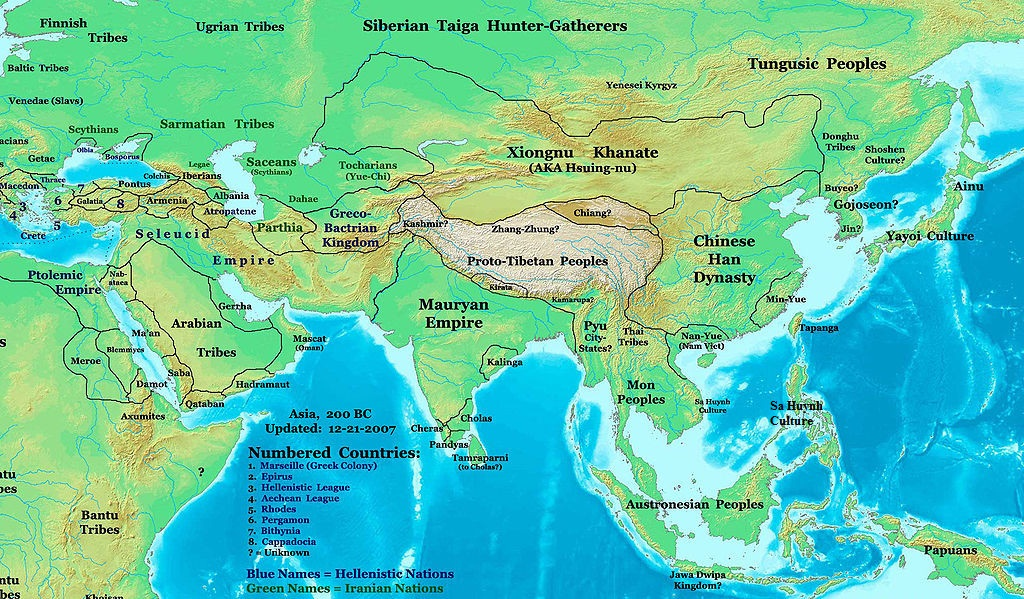 Finnish
Tribes
Ugrian Tribes
Siberian Taiga Hunter-Gatherers
Tungusic Peoples
Baltic Tribes
Yenesei Kyrgyz
Venedae (Slavs)
Scythians
Sarmatian Tribes
Donghu
Tribes
Shoshen
Culture?
acians
Getae
Olbia
Bosporus
Legae
Colchis
Iberians
Saceans
(Scythians)
Tocharians
(Yue-Chi)
Xiongnu Khanate
(AKA Hsuing-nu)
Thrace
Macedon
7
Pontus
6
Galatia
8
Armenia
Albania
Atropatene
Dahae
Buyeo?
Ainu
Gojoseon?
3
4
5
Crete
Parthia
Greco-
Bactrian
Kingdom
Kashmir?
Chiang?
Zhang-Zhung?
Jin?
Yayoi Culture
Seleucid
Empire
Proto-Tibetan Peoples
Chinese
Han
Dynasty
Ptolemic
Empire
Nab-
ataea
Kirata
Kamarupa?
Min-Yue
Gerrha
Mauryan
Empire
Arabian
Tribes
Ma'an
Mascat
(Oman)
Pyu
City-
States?
Thai
Tribes
Nan-Yue
(Nam Viet)
Tapanga
Meroe
Blemmyes
Saba
Damot
Hadramaut
Qataban
Axumites
Kalinga
Mon
Peoples
Sa Huynh
Culture
Sa Huynh
Culture
Asia, 200 BC
Updated: 12-21-2007
Cholas
Cheras
Pandyas
Tamraparni
(to Cholas?)
Numbered Countries:
1. Marseille (Greek Colony)
2. Epirus
3. Hellenistic League
4. Aechean League
5. Rhodes
6. Pergamon
7. Bithynia
8. Cappadocia
? = Unknown
?
Bantu
Tribes
Austronesian Peoples
Papuans
Blue Names = Hellenistic Nations
Green Names = Iranian Nations
Jawa Dwipa
Kingdom?
Khoisan